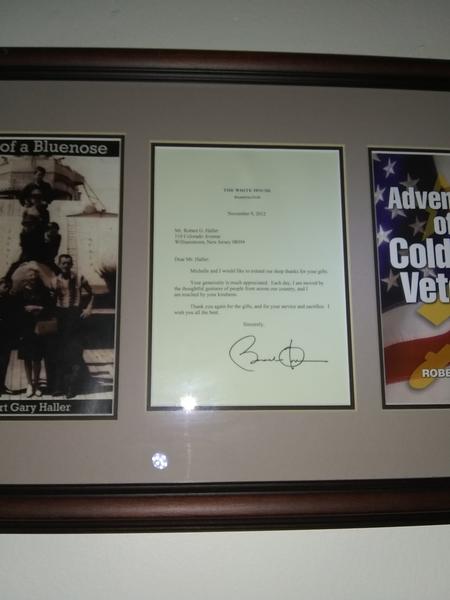 of a Bluenose
rt Gary Haller
THE WHITE HOUSE
WASHINGTON
November 9, 2012
Mr. Robert G. Haller
Colorado Avenue
Williamstown, New Jersey 08094
Dear Mr. Haller:
Michelle and I would like to extend our deep thanks for your gifts.
Your generosity is much appreciated. Each day, I am moved by
the thoughtful gestures of people from across our country, and I
am touched by your kindness.
Thank you again for the gifts, and for your service and sacrifice. I
wish you all the best.
Sincerely,
Adven
of
Cold
Vete
ROBE